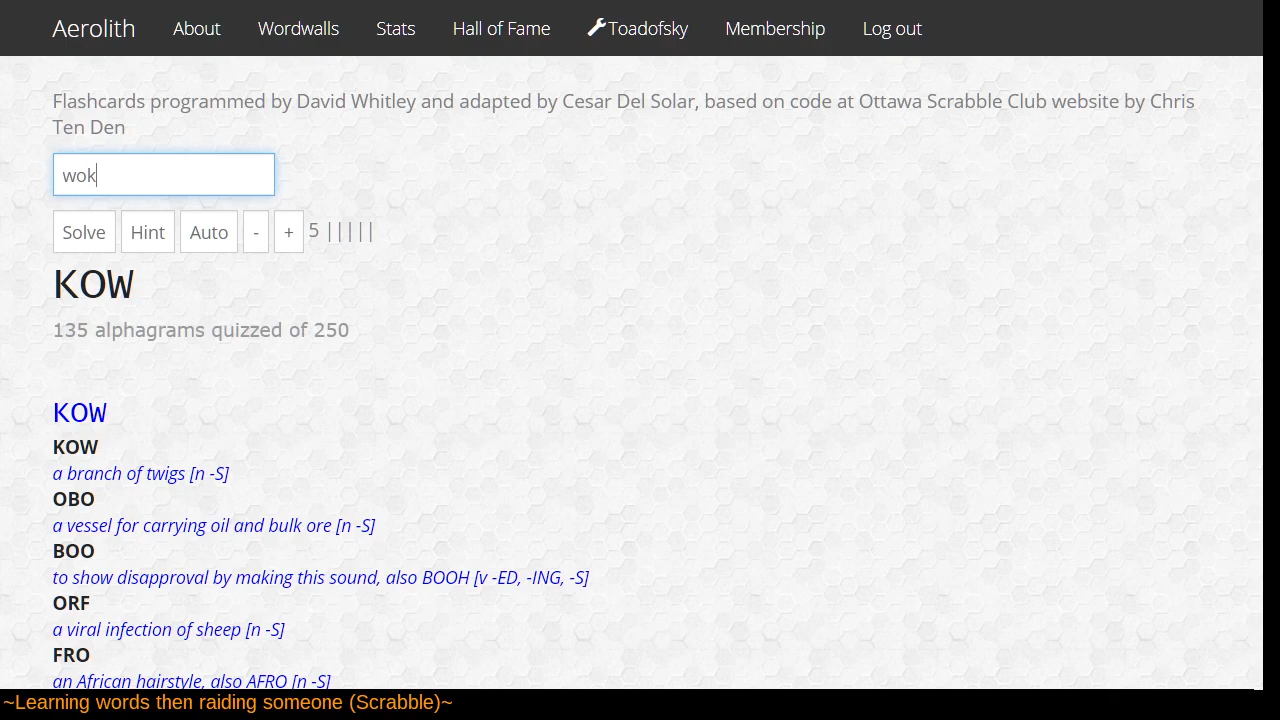 Aerolith About Wordwalls Stats Hall of Fame Toadofsky Membership Log out
Flashcards programmed by David Whitley and adapted by Cesar Del Solar, based on code at Ottawa Scrabble Club website by Chris
Ten Den
wok
Solve Hint Auto - + 5 |||||
KOW
135 alphagrams quizzed of 250
KOW
KOW
a branch of twigs [n -S]
OBO
a vessel for carrying oil and bulk ore [n -S]
BOO
to show disapproval by making this sound, also BOOH [v -ED, -ING, -S]
ORF
a viral infection of sheep [n -S]
FRO
an African hairstyle, also AFRO [n -S]
~Learning words then raiding someone (Scrabble)~